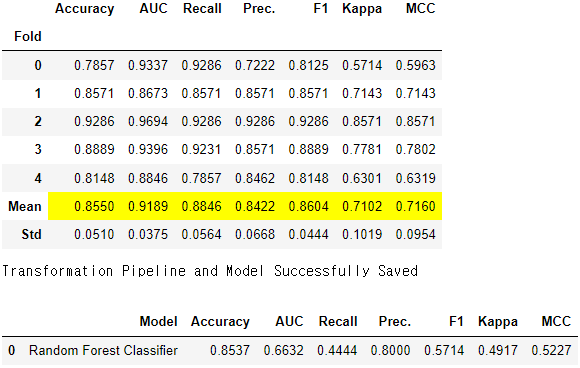 Accuracy AUC Recall Prec. F1 Kappa MCC
Fold
0 0.7857 0.9337 0.9286 0.7222 0.8125 0.5714 0.5963
1 0.8571 0.8673 0.8571 0.8571 0.8571 0.7143 0.7143
2 0.9286 0.9694 0.9286 0.9286 0.9286 0.8571 0.8571
3 0.8889 0.9396 0.9231 0.8571 0.8889 0.7781 0.7802
4 0.8148 0.8846 0.7857 0.8462 0.8148 0.6301 0.6319
Mean 0.8550 0.9189 0.8846 0.8422 0.8604 0.7102 0.7160
Std 0.0510 0.0375 0.0564 0.0668 0.0444 0.1019 0.0954
Transformation Pipeline and Model Successfully Saved
Model Accuracy AUC Recall Prec. F1 Kappa MCC
0 Random Forest Classifier 0.8537 0.6632 0.4444 0.8000 0.5714 0.4917 0.5227